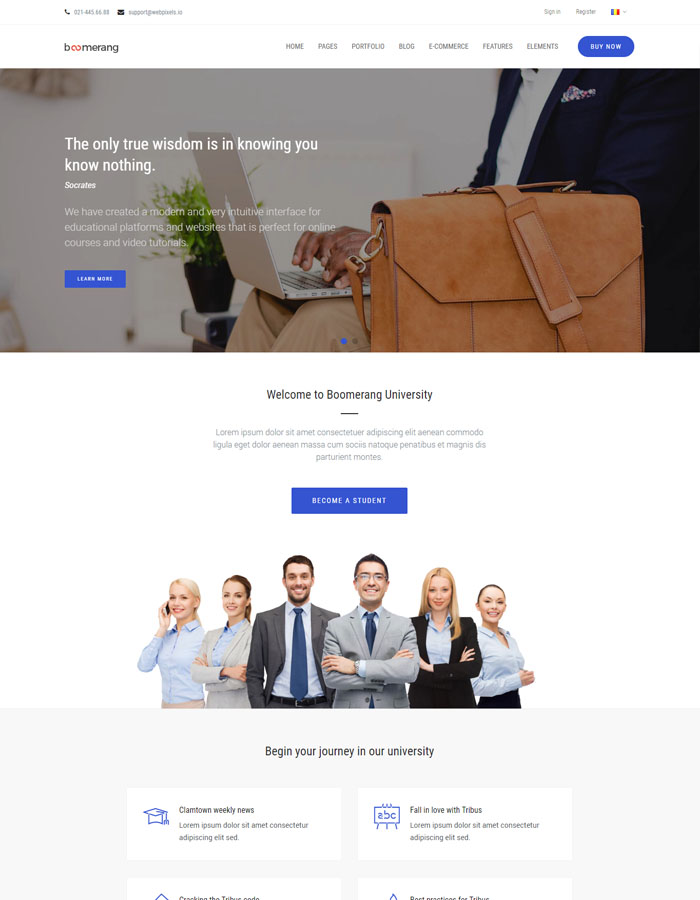 021-445.66.88 support@webpixels.io Sign in Register
boomerang HOME PAGES PORTFOLIO BLOG E-COMMERCE FEATURES ELEMENTS BUY NOW
The only true wisdom is in knowing you
know nothing.
Socrates
We have created a modern and very intuitive interface for
educational platforms and websites that is perfect for online
courses and video tutorials.
LEARN MORE
Welcome to Boomerang University
Lorem ipsum dolor sit amet consectetuer adipiscing elit aenean commodo
ligula eget dolor aenean massa cum sociis natoque penatibus et magnis dis
parturient montes.
BECOME A STUDENT
Begin your journey in our university
Clamtown weekly news
Lorem ipsum dolor sit amet consectetur
adipiscing elit sed.
abc
Fall in love with Tribus
Lorem ipsum dolor sit amet consectetur
adipiscing elit sed.
Cracking the Tribus code
Best practices for Tribus